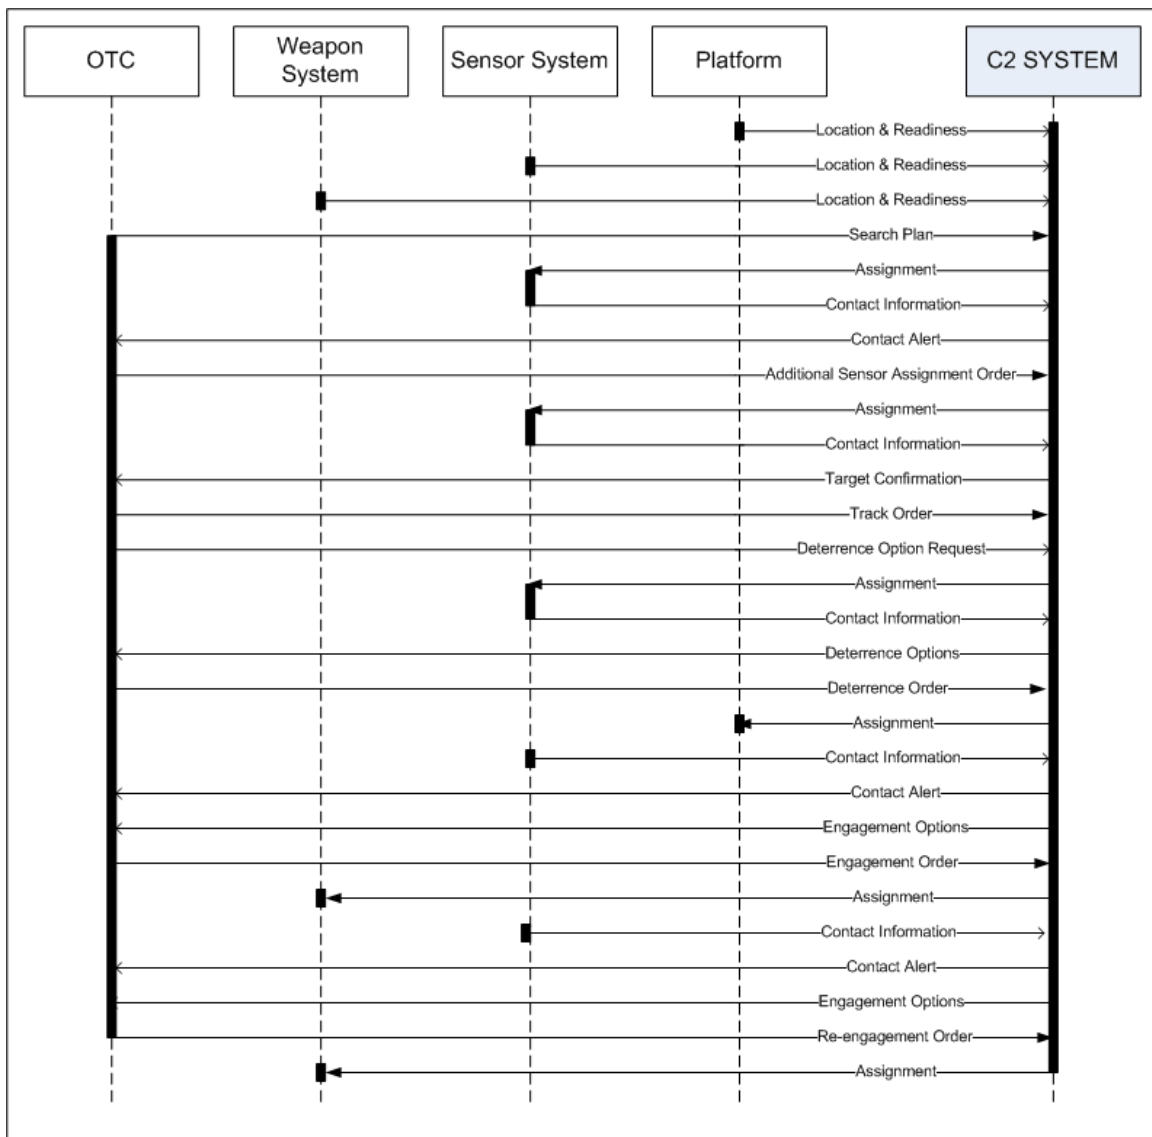 OTC
Weapon
System
Sensor System
Platform
C2 SYSTEM
Location & Readiness
Location & Readiness
Location & Readiness
Search Plan
Assignment
Contact Information
Contact Alert
Additional Sensor Assignment Order
Assignment
Contact Information
Target Confirmation
Track Order
Deterrence Option Request
Assignment
Contact Information
Deterrence Options
Deterrence Order
Assignment
Contact Information
Contact Alert
Engagement Options
Engagement Order
Assignment
Contact Information
Contact Alert
Engagement Options
Re-engagement Order
Assignment